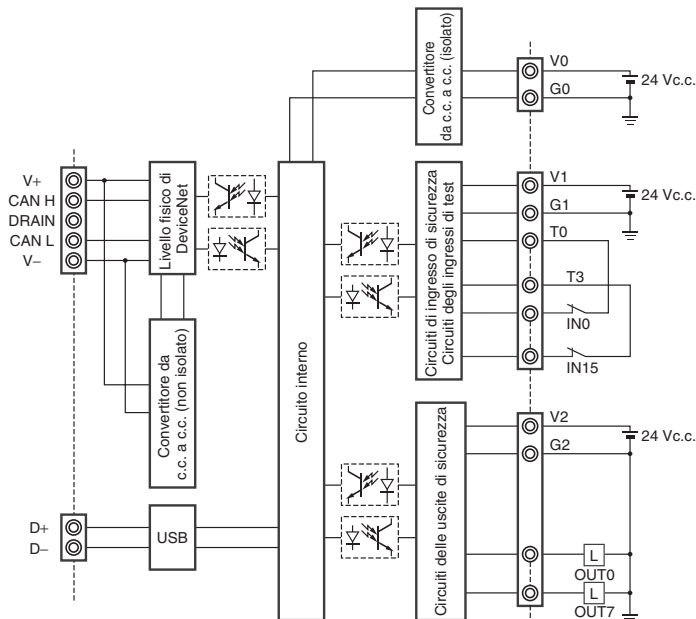 Convertitore
da c.c. a c.c. (isolato)
V0
G0
24 Vc.c.
V+
CAN H
DRAIN
CAN L
V–
Livello fisico di
DeviceNet
Convertitore da
c.c. a c.c. (non isolato)
D+
D–
USB
Circuito interno
Circuiti di ingresso di sicurezza
Circuiti degli ingressi di test
V1
G1
24 Vc.c.
T0
T3
IN0
IN15
Circuiti delle uscite di sicurezza
V2
G2
24 Vc.c.
L
OUT0
L
OUT7